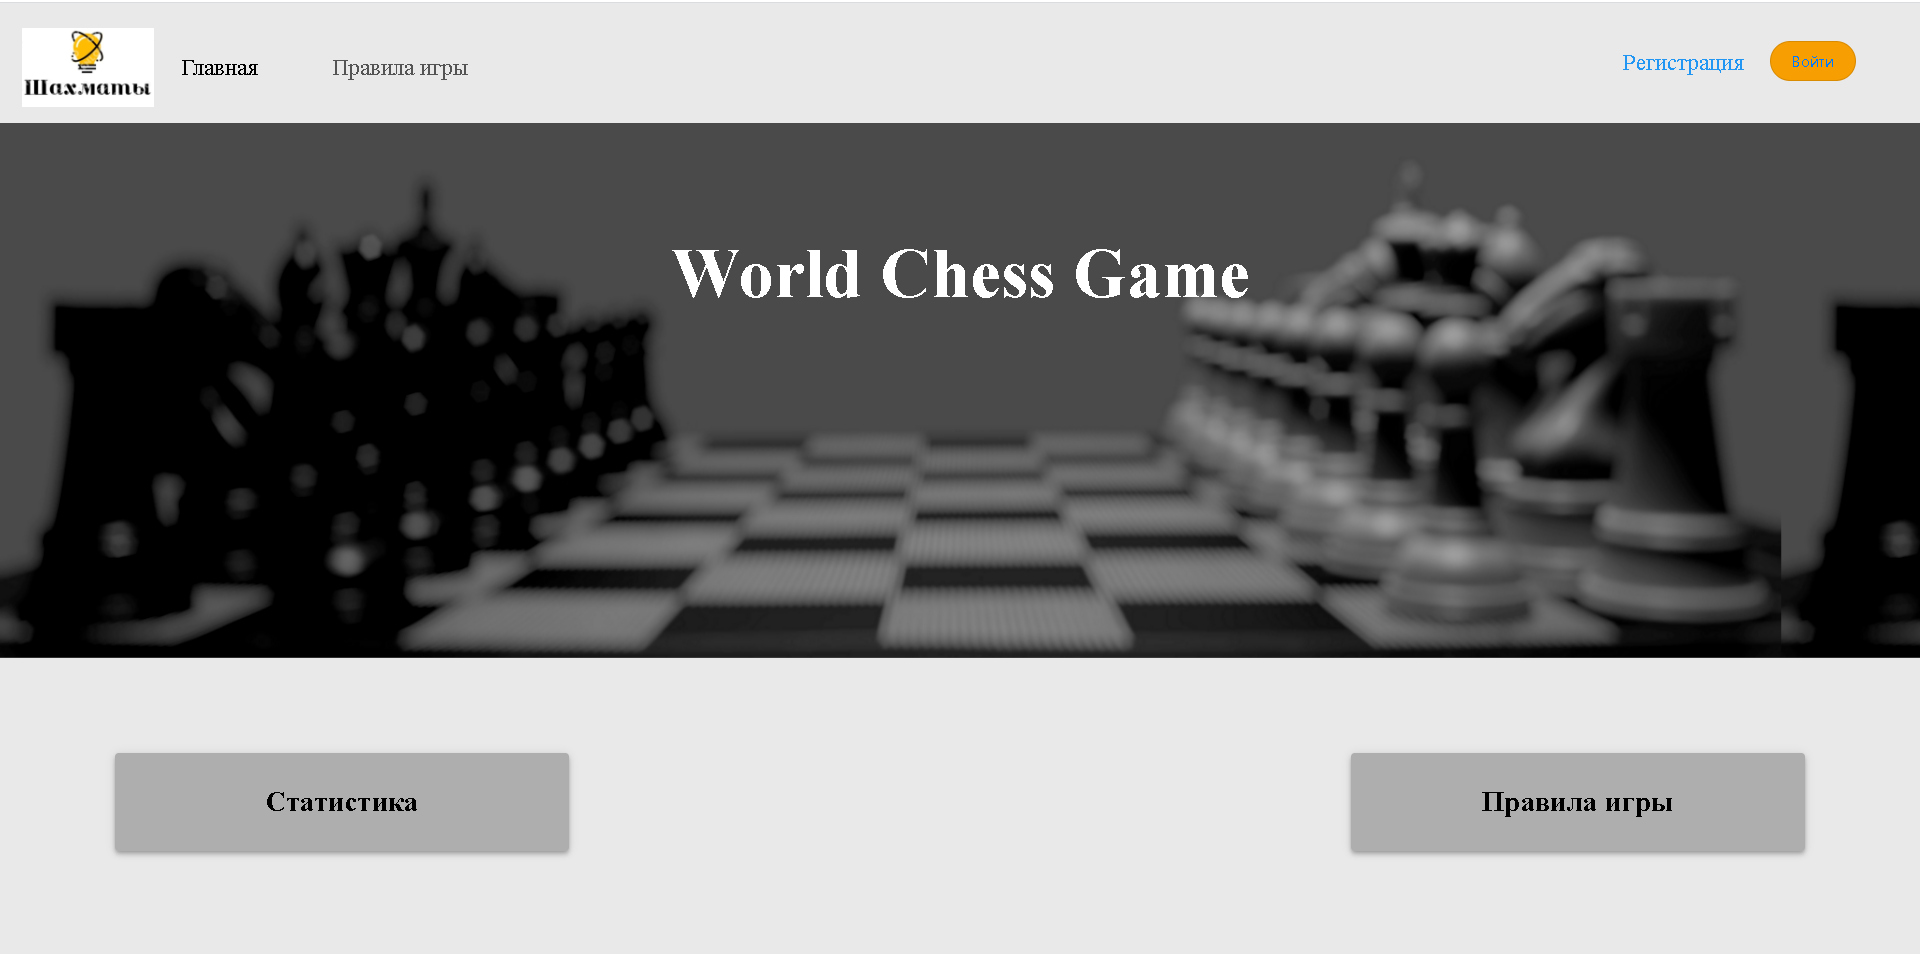 Шахматы
Главная
Правила игры
Регистрация
Войти
World Chess Game
Статистика
Правила игры